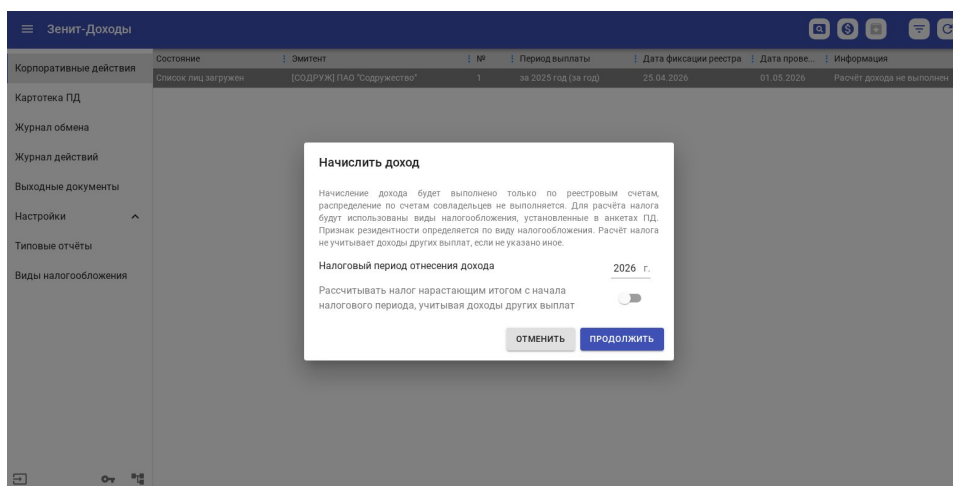 Зенит-Доходы
Корпоративные действия
Картотека ПД
Журнал обмена
Журнал действий
Выходные документы
Настройки
Типовые отчёты
Виды налогообложения
Состояние Эмитент № Период выплаты Дата фиксации реестра Дата прове... Информация
Список лиц загружен [СОДРУЖ] ПАО "Содружество" 1 за 2025 год (за год) 25.04.2026 01.05.2026 Расчёт дохода не выполнен
Начислить доход
Начисление дохода будет выполнено только по реестровым счетам,
распределение по счетам совладельцев не выполняется. Для расчёта налога
будут использованы виды налогообложения, установленные в анкетах ПД.
Признак резидентности определяется по виду налогообложения. Расчёт налога
не учитывает доходы других выплат, если не указано иное.
Налоговый период отнесения дохода 2026 г.
Рассчитывать налог нарастающим итогом с начала
налогового периода, учитывая доходы других выплат
ОТМЕНИТЬ ПРОДОЛЖИТЬ